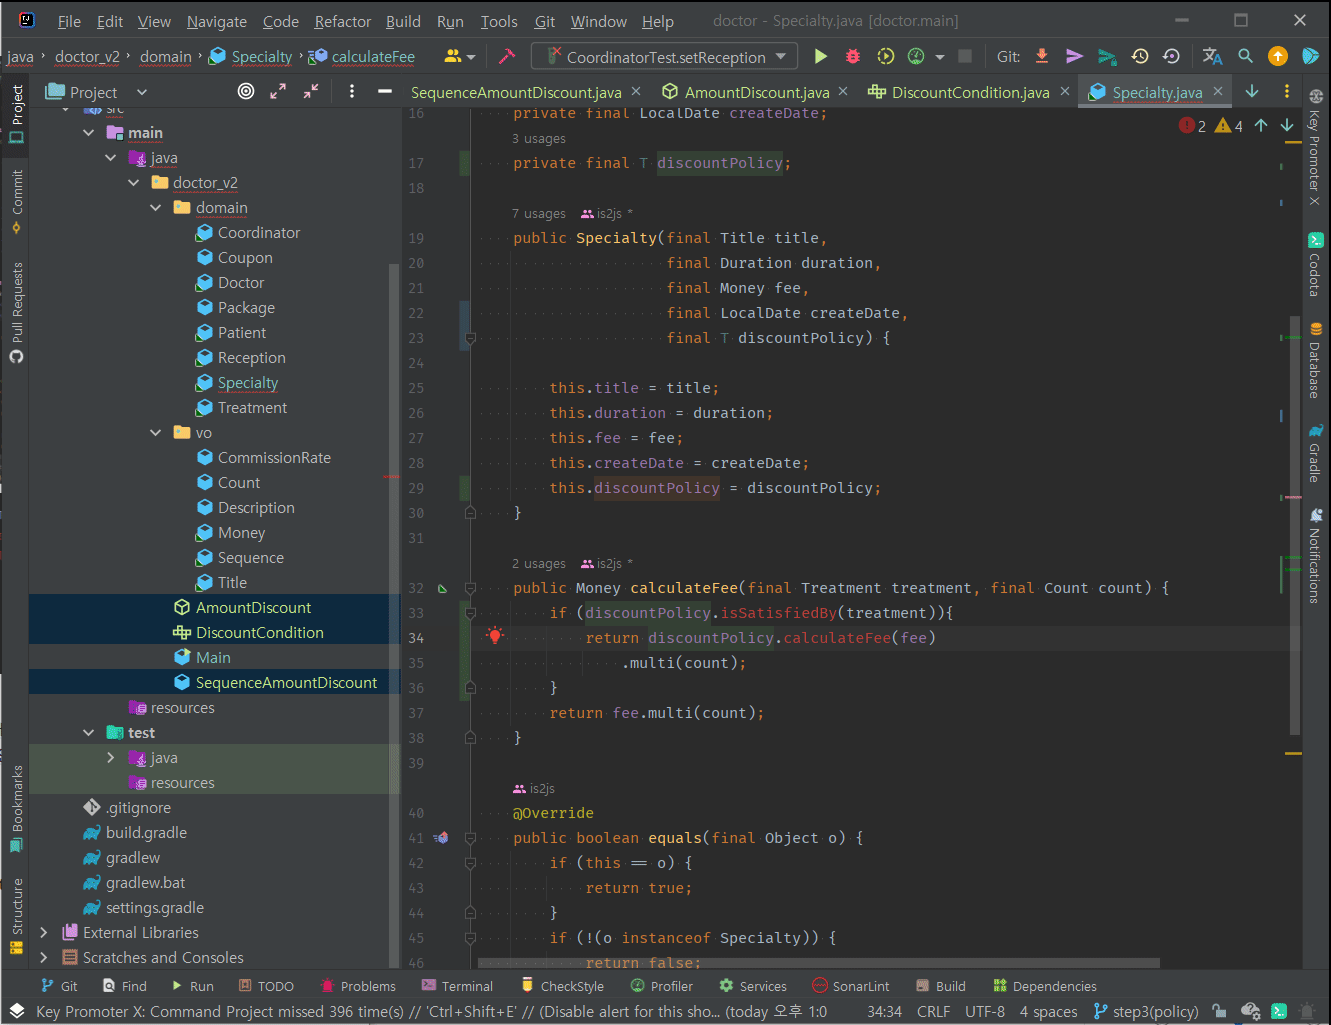 File Edit View Navigate Code Refactor Build Run Tools Git Window Help doctor - Specialty.java [doctor.main]
java doctor_v2 domain Specialty calculateFee CoordinatorTest.setReception Git:
Project
SequenceAmountDiscount.java AmountDiscount.java DiscountCondition.java Specialty.java
Project
Commit
Pull Requests
Bookmarks
Structure
src
main
java
doctor_v2
domain
Coordinator
Coupon
Doctor
Package
Patient
Reception
Specialty
Treatment
vo
CommissionRate
Count
Description
Money
Sequence
Title
AmountDiscount
DiscountCondition
Main
SequenceAmountDiscount
resources
test
java
resources
.gitignore
build.gradle
gradlew
gradlew.bat
settings.gradle
External Libraries
Scratches and Consoles
2 4
16 private final LocalDate createDate;
3 usages
17 private final T discountPolicy;
18
7 usages is2js *
19 public Specialty(final Title title,
20 final Duration duration,
21 final Money fee,
22 final LocalDate createDate,
23 final T discountPolicy) {
24
25 this.title = title;
26 this.duration = duration;
27 this.fee = fee;
28 this.createDate = createDate;
29 this.discountPolicy = discountPolicy;
30 }
31
2 usages is2js *
32 public Money calculateFee(final Treatment treatment, final Count count) {
33 if (discountPolicy.isSatisfiedBy(treatment)){
34 return discountPolicy.calculateFee(fee)
35 .multi(count);
36 }
37 return fee.multi(count);
38 }
39
is2js
40 @Override
41 public boolean equals(final Object o) {
42 if (this == o) {
43 return true;
44 }
45 if (!(o instanceof Specialty)) {
46 return false;
Key Promoter X
Codota
Database
Gradle
Notifications
Git Find Run TODO Problems Terminal CheckStyle Profiler Services SonarLint Build Dependencies
Key Promoter X: Command Project missed 396 time(s) // 'Ctrl+Shift+E' // (Disable alert for this sho... (today 오후 1:0 34:34 CRLF UTF-8 4 spaces step3(policy)